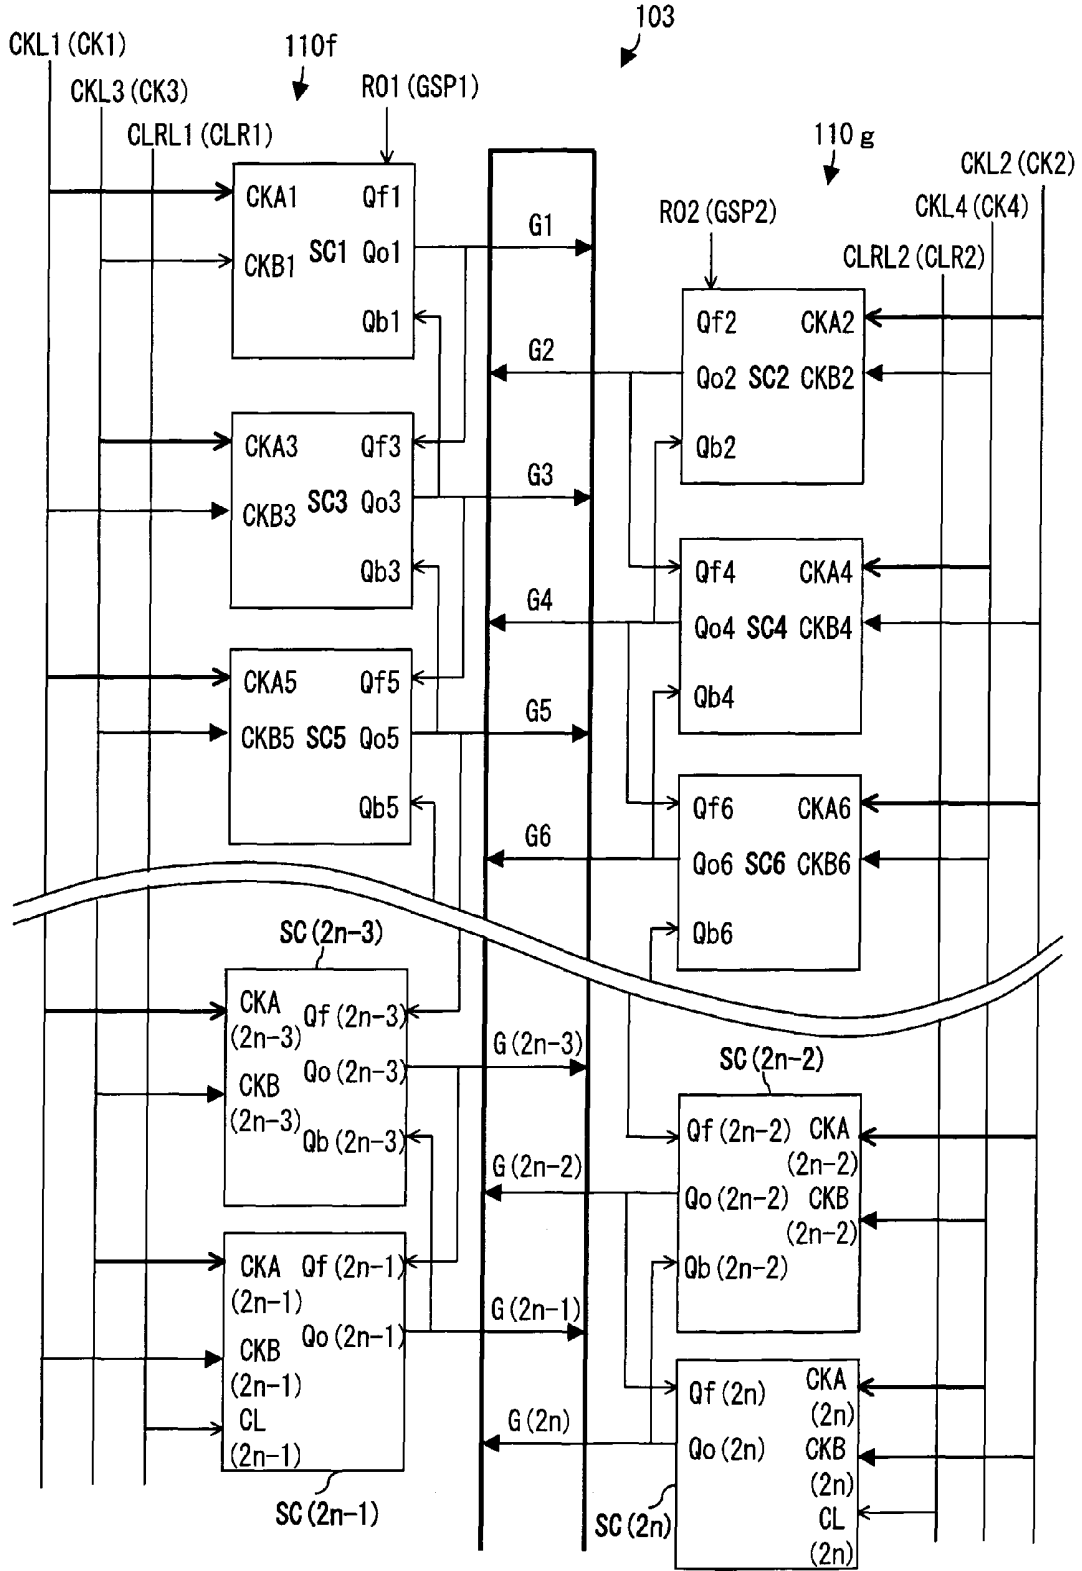 103
CKL1(CK1)
110f
CKL3(CK3)
RO1(GSP1)
CLRL1(CLR1)
110g
CKL2(CK2)
CKL4(CK4)
RO2(GSP2)
CLRL2(CLR2)
CKA1 Qf1
SC1 Qo1
CKB1
Qb1
G1
Qf2 CKA2
Qo2 SC2 CKB2
Qb2
G2
CKA3 Qf3
SC3 Qo3
CKB3
Qb3
G3
Qf4 CKA4
Qo4 SC4 CKB4
Qb4
G4
CKA5 Qf5
CKB5 SC5 Qo5
Qb5
G5
Qf6 CKA6
Qo6 SC6 CKB6
Qb6
G6
SC(2n-3)
CKA
(2n-3)
Qf(2n-3)
Qo(2n-3)
CKB
(2n-3)
Qb(2n-3)
G(2n-3)
SC(2n-2)
Qf(2n-2) CKA
(2n-2)
Qo(2n-2) CKB
(2n-2)
Qb(2n-2)
G(2n-2)
CKA
(2n-1)
Qf(2n-1)
Qo(2n-1)
CKB
(2n-1)
CL
(2n-1)
G(2n-1)
SC(2n-1)
Qf(2n)
CKA
(2n)
Qo(2n)
CKB
(2n)
CL
(2n)
G(2n)
SC(2n)